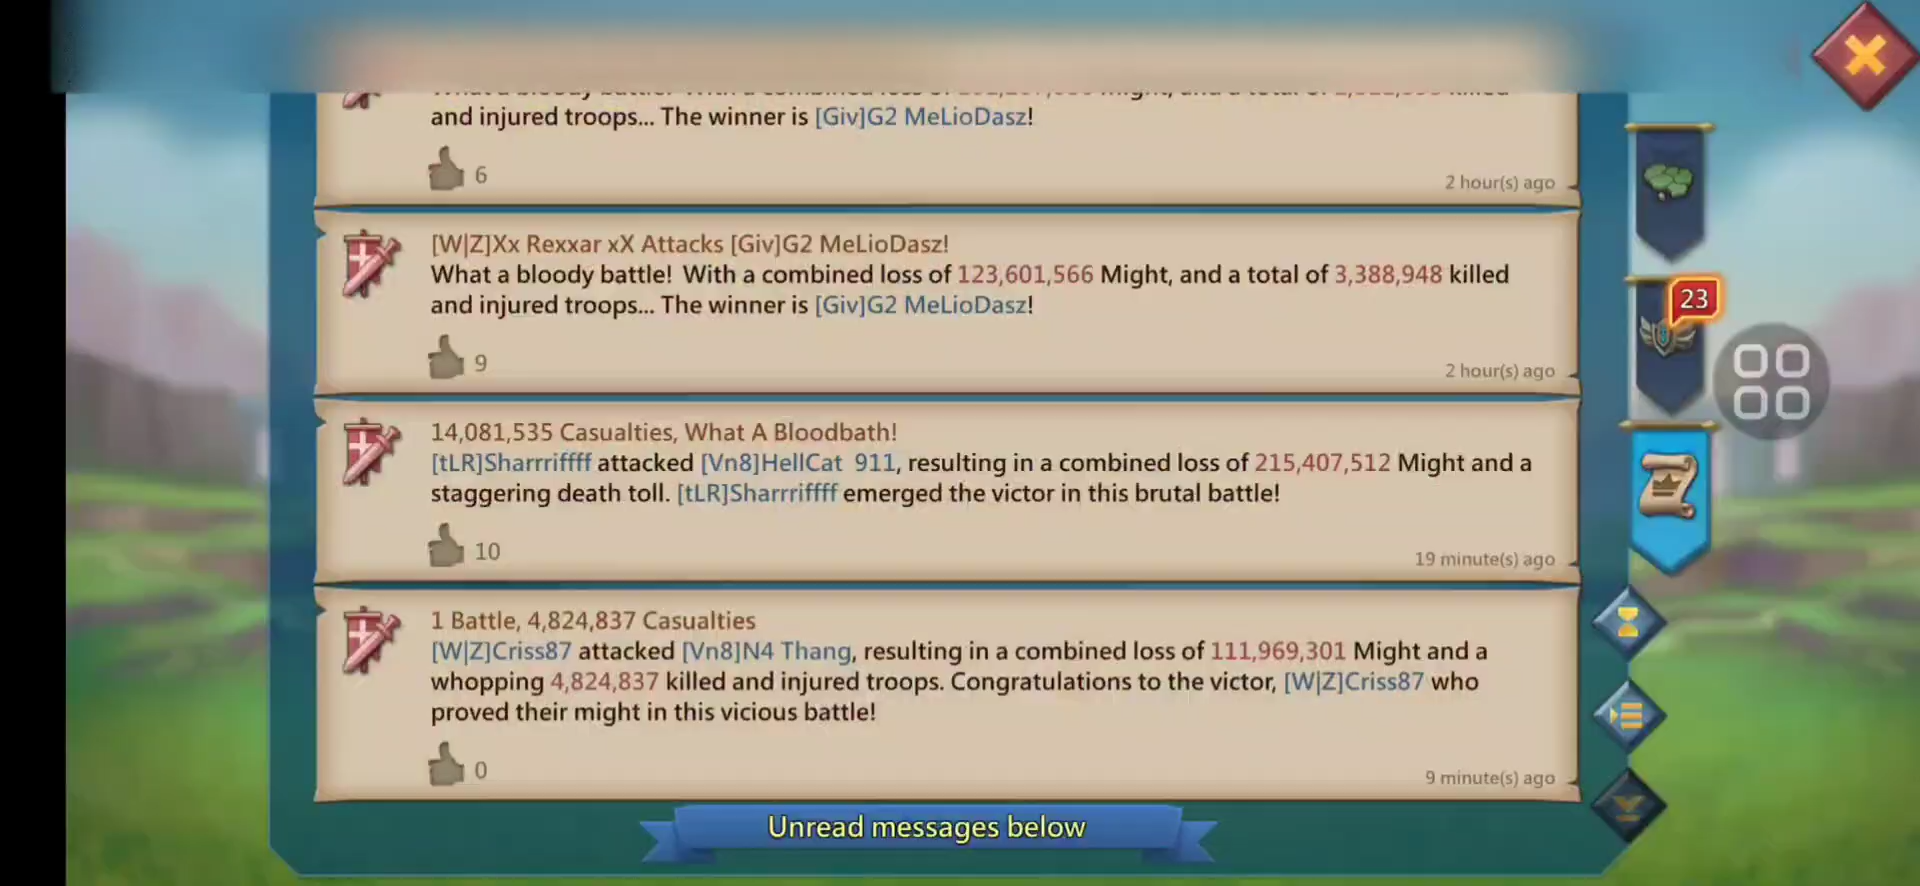 and injured troops... The winner is [Giv]G2 MeLioDasz!
6
2 hour(s) ago
[W|Z]Xx Rexxar xX Attacks [Giv]G2 MeLioDasz!
What a bloody battle! With a combined loss of 123,601,566 Might, and a total of 3,388,948 killed
and injured troops... The winner is [Giv]G2 MeLioDasz!
9
2 hour(s) ago
23
14,081,535 Casualties, What A Bloodbath!
[tLR]Sharrriffff attacked [Vn8]HellCat 911, resulting in a combined loss of 215,407,512 Might and a
staggering death toll. [tLR]Sharrriffff emerged the victor in this brutal battle!
10
19 minute(s) ago
1 Battle, 4,824,837 Casualties
[W|Z]Criss87 attacked [Vn8]N4 Thang, resulting in a combined loss of 111,969,301 Might and a
whopping 4,824,837 killed and injured troops. Congratulations to the victor, [W|Z]Criss87 who
proved their might in this vicious battle!
0
9 minute(s) ago
Unread messages below